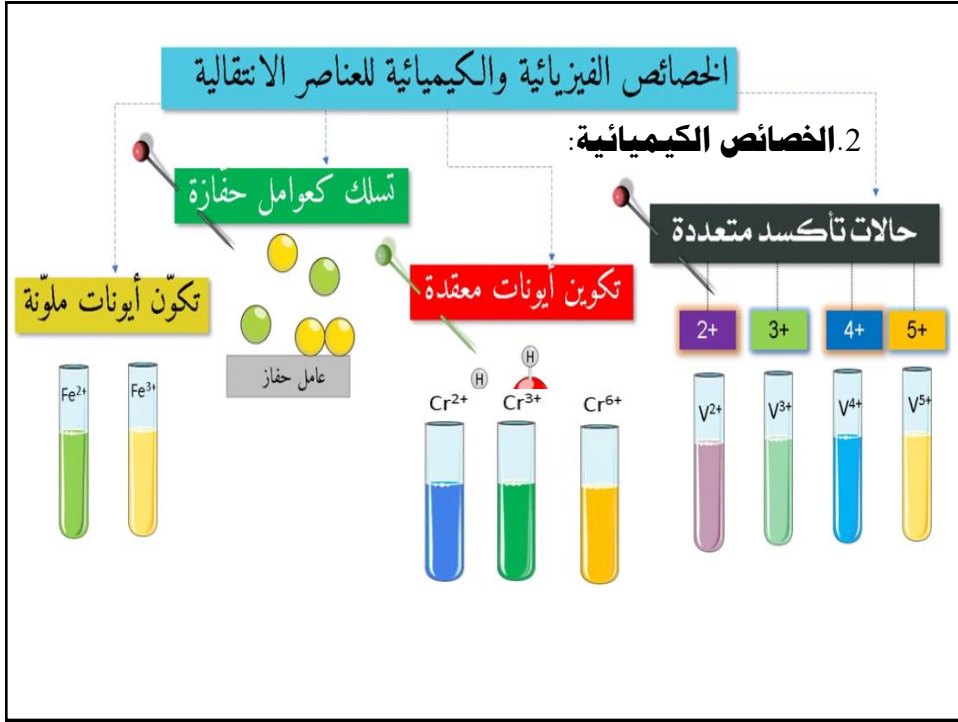 الخصائص الفيزيائية والكيميائية للعناصر الانتقالية
2.الخصائص الكيميائية:
حالات تأكسد متعددة
2+ 3+ 4+ 5+
V2+ V3+ V4+ V5+
تكوين أيونات معقدة
H
H
Cr2+ Cr3+ Cr6+
تسلك كعوامل حفّازة
عامل حفاز
تكوّن أيونات ملوّنة
Fe2+ Fe3+